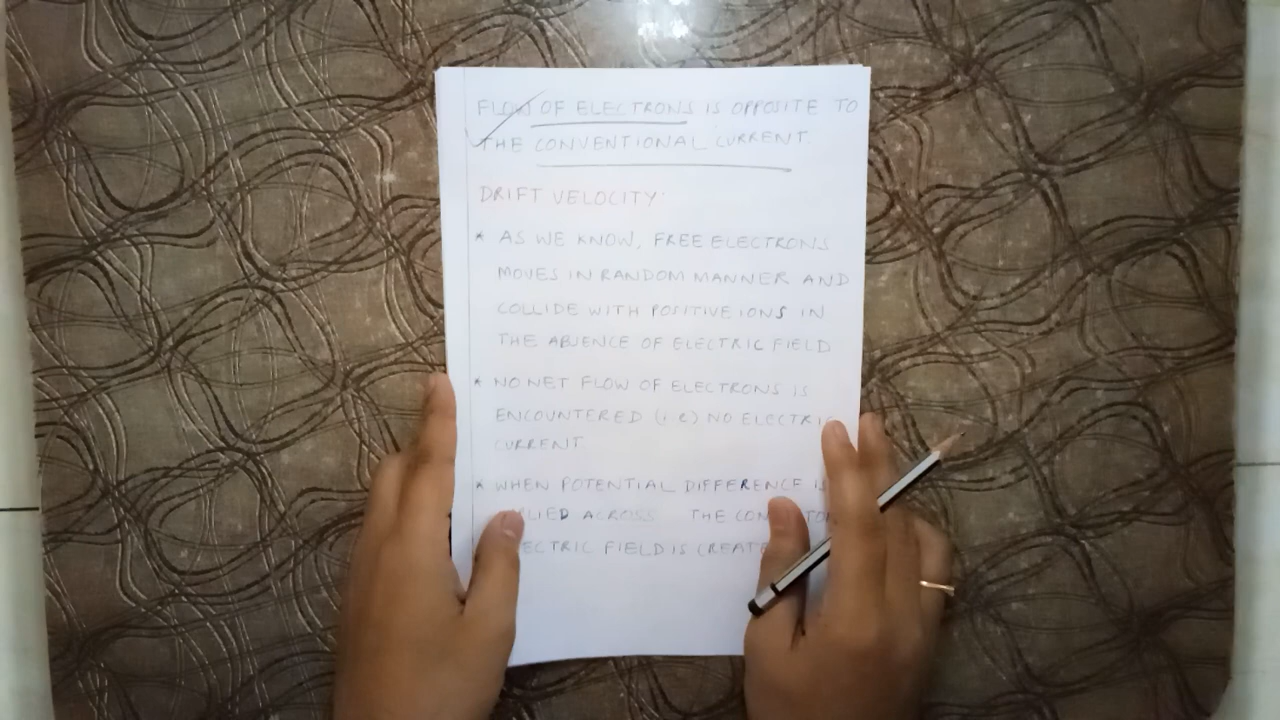 FLOW OF ELECTRONS IS OPPOSITE TO
THE CONVENTIONAL CURRENT.
DRIFT VELOCITY.
* AS WE KNOW, FREE ELECTRONS
MOVES IN RANDOM MANNER AND
COLLIDE WITH POSITIVE IONS IN
THE ABSENCE OF ELECTRIC FIELD
* NO NET FLOW OF ELECTRONS IS
ENCOUNTERED (i.e) NO ELECTRIC
CURRENT
* WHEN POTENTIAL DIFFERENCE IS
ACROSS THE
FIELD IS